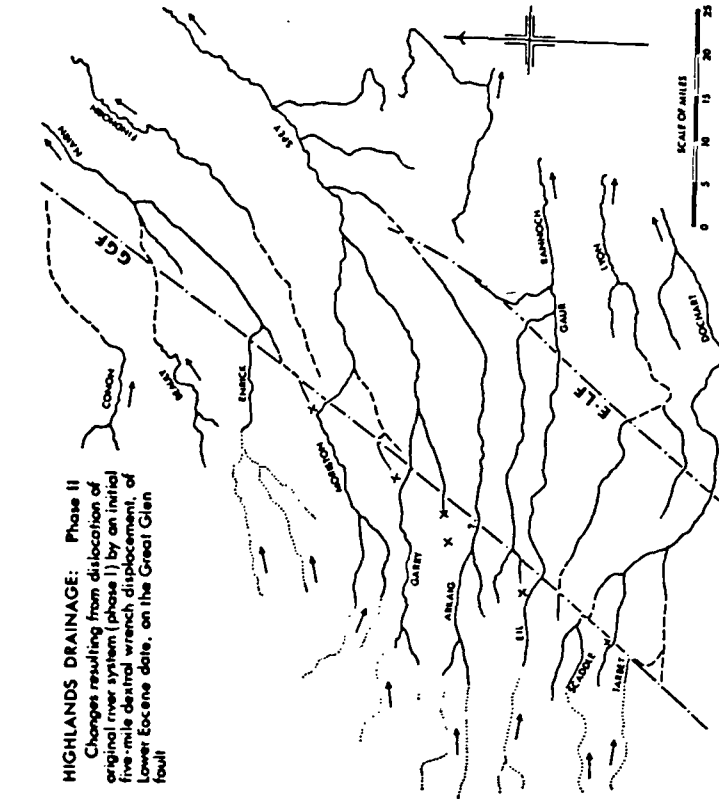 HIGHLANDS DRAINAGE: Phase II
Changes resulting from dislocation of
original river system (phase I) by an initial
five-mile dextral wrench displacement, of
Lower Eocene date, on the Great Glen
fault
GGF
NAIRN
FINDHORN
CONON
BEAULY
ENRICK
SPEY
MORISTON
GARRY
ARKAIG
EIL
SCADDLE
TARBET
E-LF
GAUR
RANNOCH
LYON
DOCHART
SCALE OF MILES
0 5 10 15 20 25